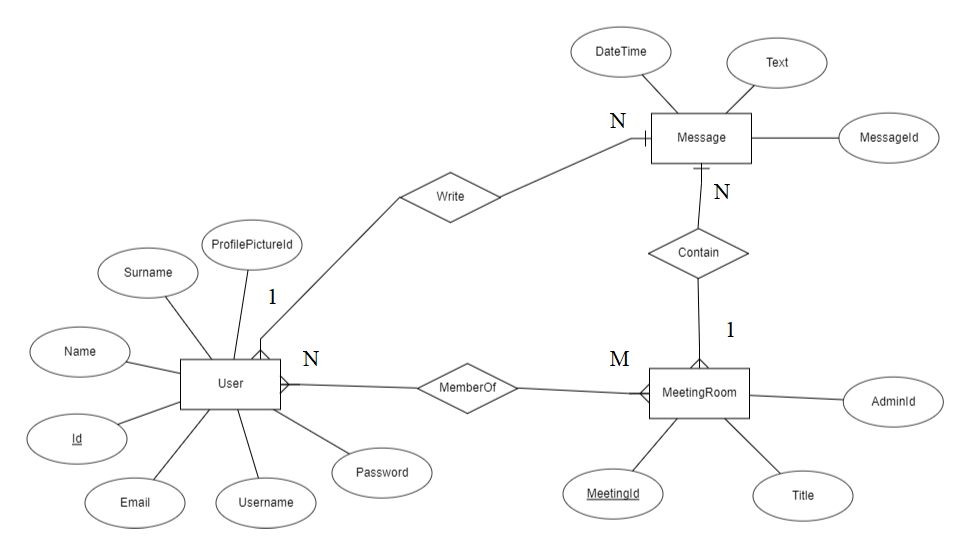 DateTime
Text
N
Message
MessageId
Write
N
ProfilePictureId
Contain
Surname
1
1
Name
N
M
User
MemberOf
MeetingRoom
AdminId
Id
Password
Email
Username
MeetingId
Title